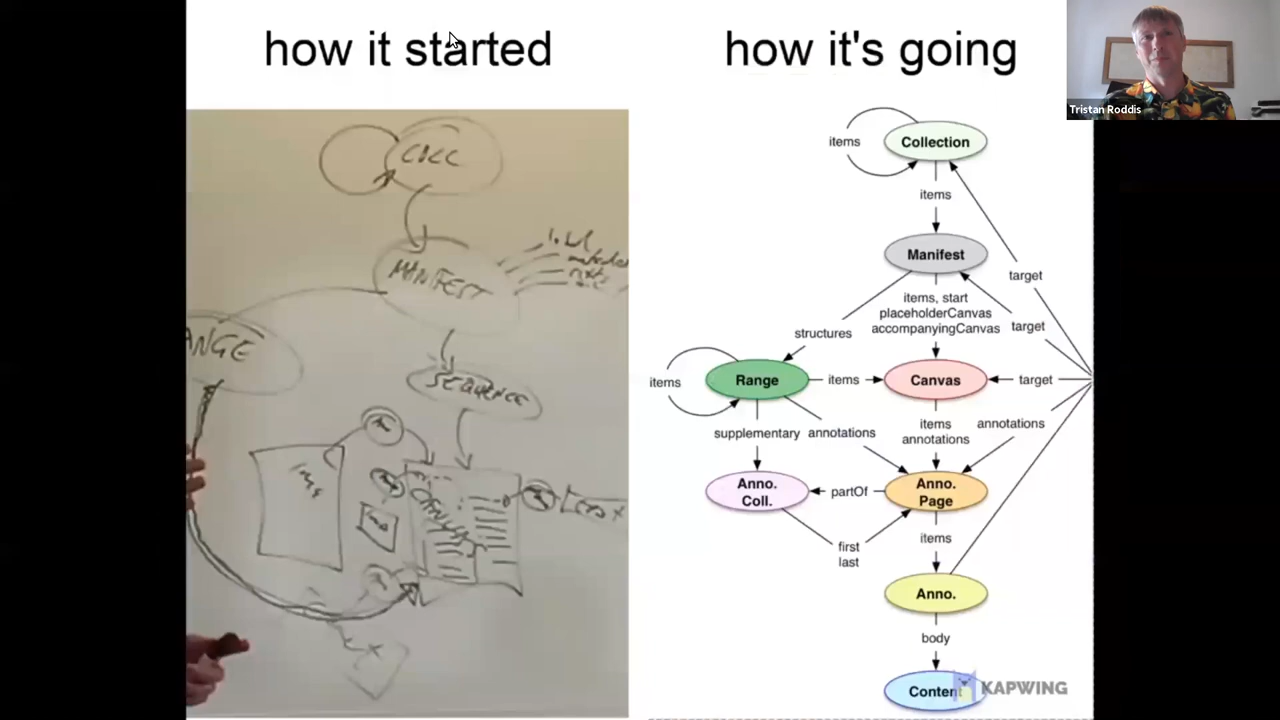 how it started
how it's going
Tristan Roddis
COLL
MANIFEST
ANGE
SEQUENCE
img
CANVAS
items
Collection
items
Manifest
target
items, start
placeholderCanvas
accompanyingCanvas
target
structures
items
Range
items
Canvas
target
supplementary
annotations
items
annotations
annotations
Anno.
Coll.
partOf
Anno.
Page
first
last
items
Anno.
body
Content
KAPWING